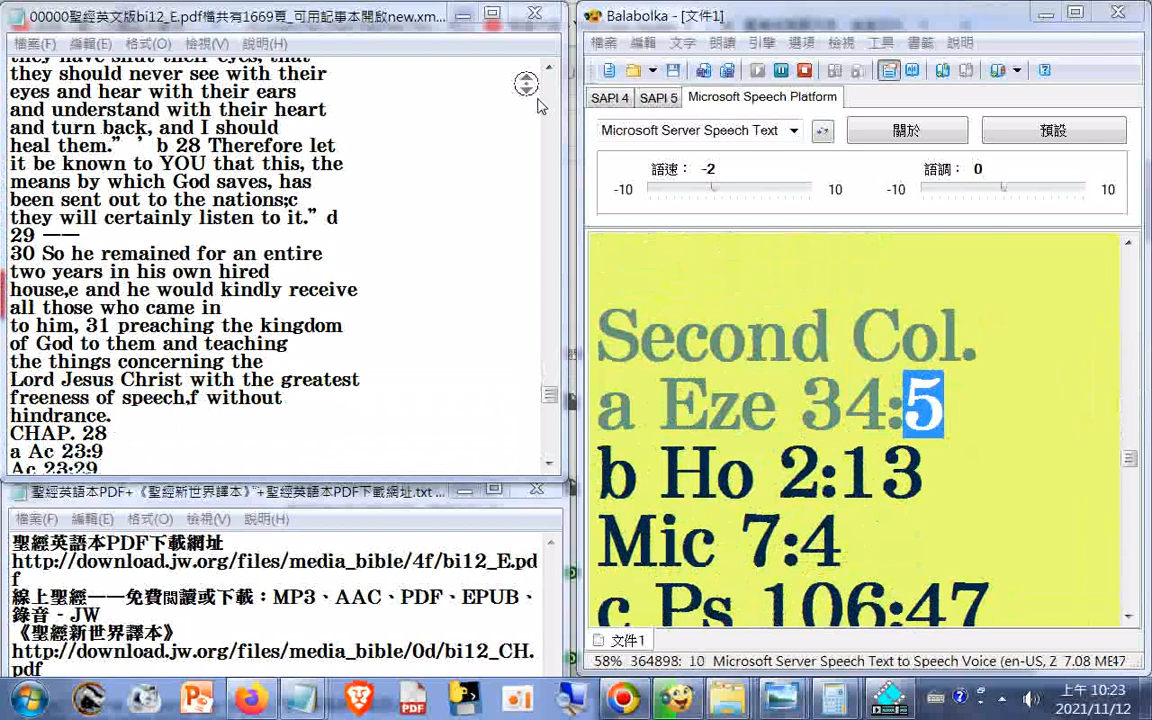 00000聖經英文版bi12_E.pdf檔共有1669頁_可用記事本開啟new.xm...
檔案(F) 編輯(E) 格式(O) 檢視(V) 說明(H)
they have shut their eyes, that
they should never see with their
eyes and hear with their ears
and understand with their heart
and turn back, and I should
heal them.” ’ b 28 Therefore let
it be known to YOU that this, the
means by which God saves, has
been sent out to the nations;c
they will certainly listen to it.” d
29 ——
30 So he remained for an entire
two years in his own hired
house,e and he would kindly receive
all those who came in
to him, 31 preaching the kingdom
of God to them and teaching
the things concerning the
Lord Jesus Christ with the greatest
freeness of speech,f without
hindrance.
CHAP. 28
a Ac 23:9
Ac 23:29
聖經英語本PDF+《聖經新世界譯本》+聖經英語本PDF下載網址.txt ...
檔案(F) 編輯(E) 格式(O) 檢視(V) 說明(H)
聖經英語本PDF下載網址
http://download.jw.org/files/media_bible/4f/bi12_E.pd
f
線上聖經——免費閱讀或下載：MP3、AAC、PDF、EPUB、
錄音 - JW
《聖經新世界譯本》
http://download.jw.org/files/media_bible/0d/bi12_CH.
pdf
Balabolka - [文件1]
檔案 編輯 文字 朗讀 引擎 選項 檢視 工具 書籤 說明
SAPI 4 SAPI 5 Microsoft Speech Platform
Microsoft Server Speech Text 關於 預設
語速： -2 語調： 0
-10 10 -10 10
Second Col.
a Eze 34:5
b Ho 2:13
Mic 7:4
c Ps 106:47
文件1
58% 364898: 10 Microsoft Server Speech Text to Speech Voice (en-US, Z 7.08 ME47
上午 10:23
2021/11/12